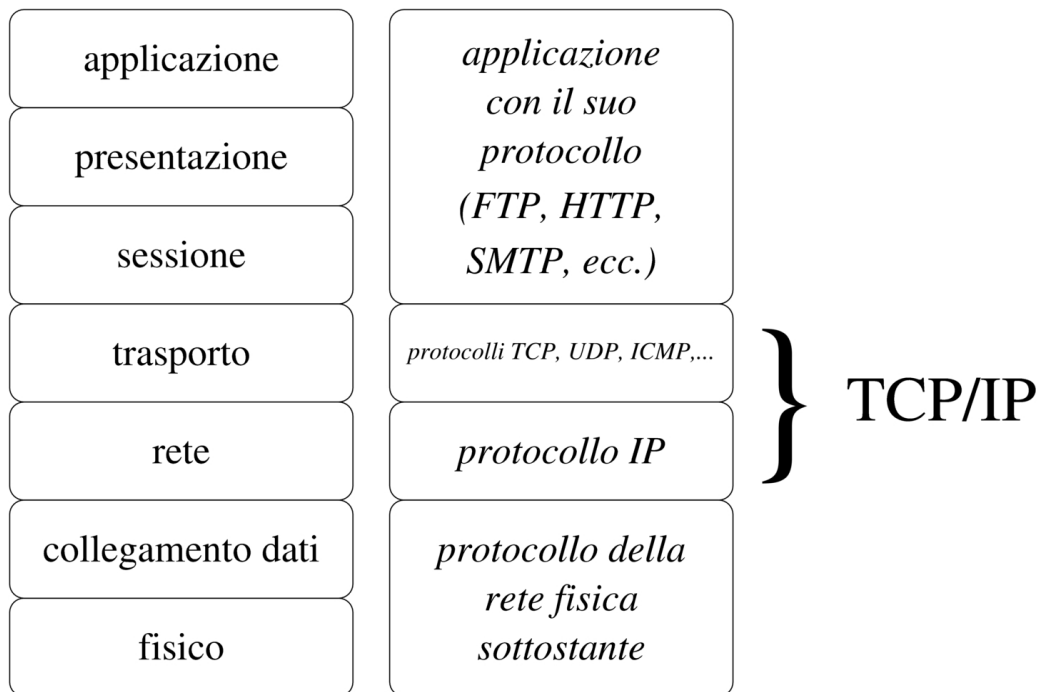 applicazione
presentazione
sessione
trasporto
rete
collegamento dati
fisico
applicazione
con il suo
protocollo
(FTP, HTTP,
SMTP, ecc.)
protocolli TCP, UDP, ICMP,...
protocollo IP
protocollo della
rete fisica
sottostante
} TCP/IP